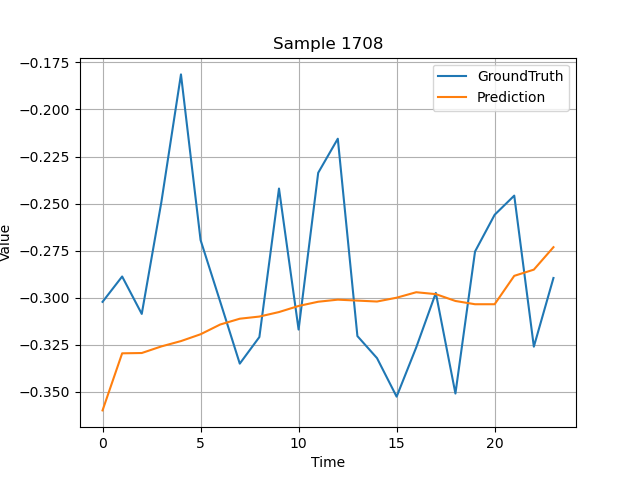 Sample 1708
GroundTruth
Prediction
Value
−0.175
−0.200
−0.225
−0.250
−0.275
−0.300
−0.325
−0.350
0 5 10 15 20
Time